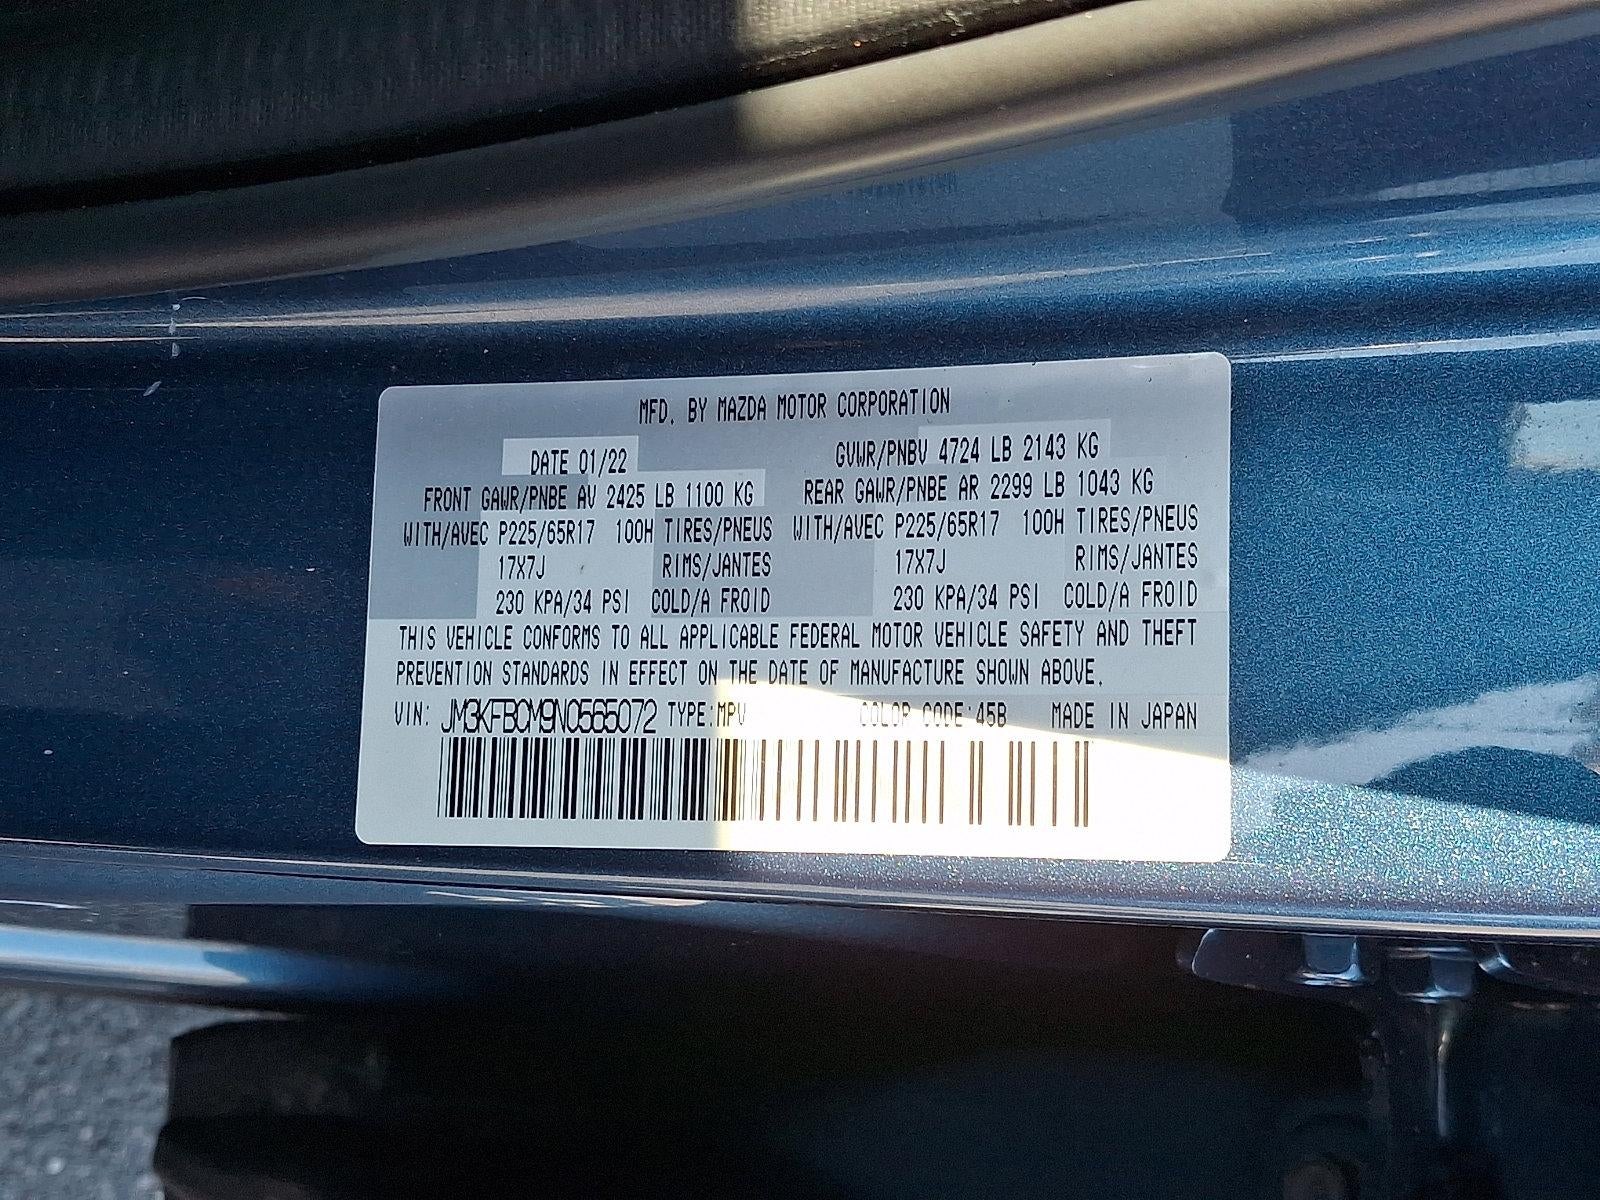 MFD. BY MAZDA MOTOR CORPORATION
DATE 01/22 GVWR/PNBV 4724 LB 2143 KG
FRONT GAWR/PNBE AV 2425 LB 1100 KG REAR GAWR/PNBE AR 2299 LB 1043 KG
WITH/AVEC P225/65R17 100H TIRES/PNEUS WITH/AVEC P225/65R17 100H TIRES/PNEUS
17X7J RIMS/JANTES 17X7J RIMS/JANTES
230 KPA/34 PSI COLD/A FROID 230 KPA/34 PSI COLD/A FROID
THIS VEHICLE CONFORMS TO ALL APPLICABLE FEDERAL MOTOR VEHICLE SAFETY AND THEFT
PREVENTION STANDARDS IN EFFECT ON THE DATE OF MANUFACTURE SHOWN ABOVE.
VIN: JM3KFBCM9N0565072 TYPE:MPV COLOR CODE:45B MADE IN JAPAN